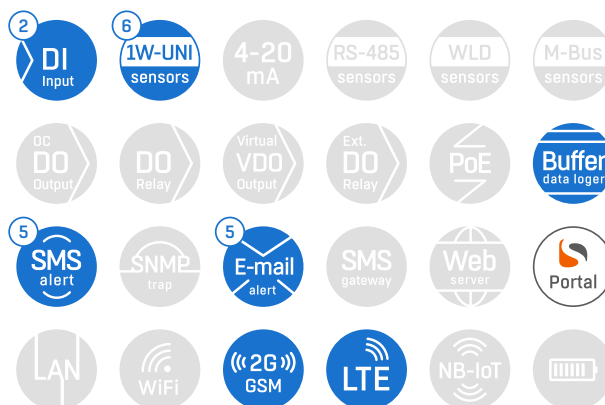 2
DI
Input
6
1W-UNI
sensors
4-20
mA
RS-485
sensors
WLD
sensors
M-Bus
sensors
OC
DO
Output
DO
Relay
Virtual
VDO
Output
Ext.
DO
Relay
PoE
Buffer
data loger
5
SMS
alert
SNMP
trap
5
E-mail
alert
SMS
gateway
Web
server
Portal
LAN
WiFi
2G
GSM
LTE
NB-IoT